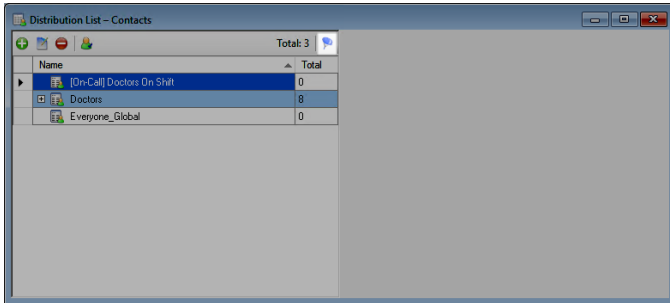 Distribution List – Contacts
Total: 3
Name Total
[On-Call] Doctors On Shift 0
Doctors 8
Everyone_Global 0